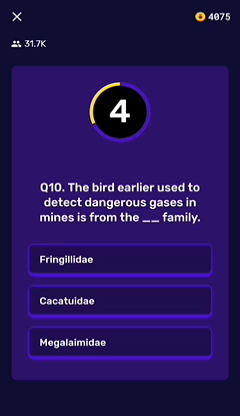 4075
31.7K
4
Q10. The bird earlier used to
detect dangerous gases in
mines is from the __ family.
Fringillidae
Cacatuidae
Megalaimidae